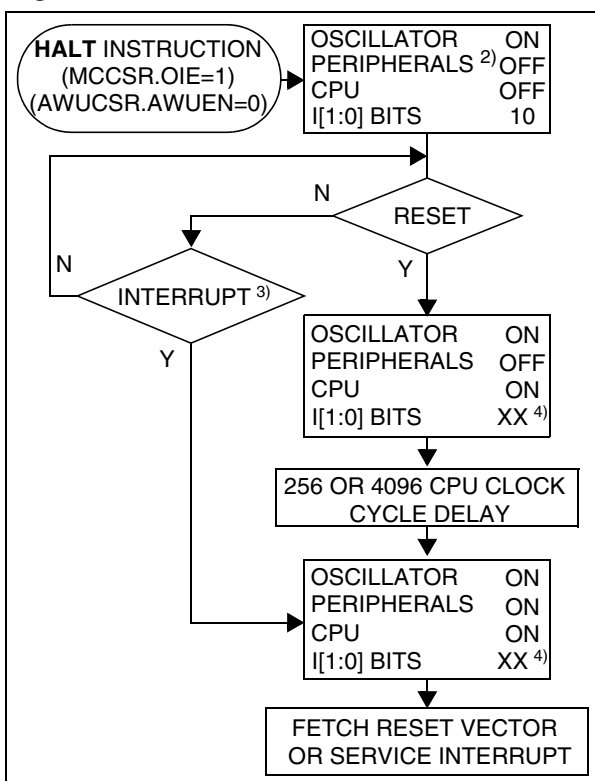 HALT INSTRUCTION
(MCCSR.OIE=1)
(AWUCSR.AWUEN=0)
OSCILLATOR ON
PERIPHERALS 2) OFF
CPU OFF
I[1:0] BITS 10
N
RESET
N
Y
INTERRUPT 3)
Y
OSCILLATOR ON
PERIPHERALS OFF
CPU ON
I[1:0] BITS XX 4)
256 OR 4096 CPU CLOCK
CYCLE DELAY
OSCILLATOR ON
PERIPHERALS ON
CPU ON
I[1:0] BITS XX 4)
FETCH RESET VECTOR
OR SERVICE INTERRUPT